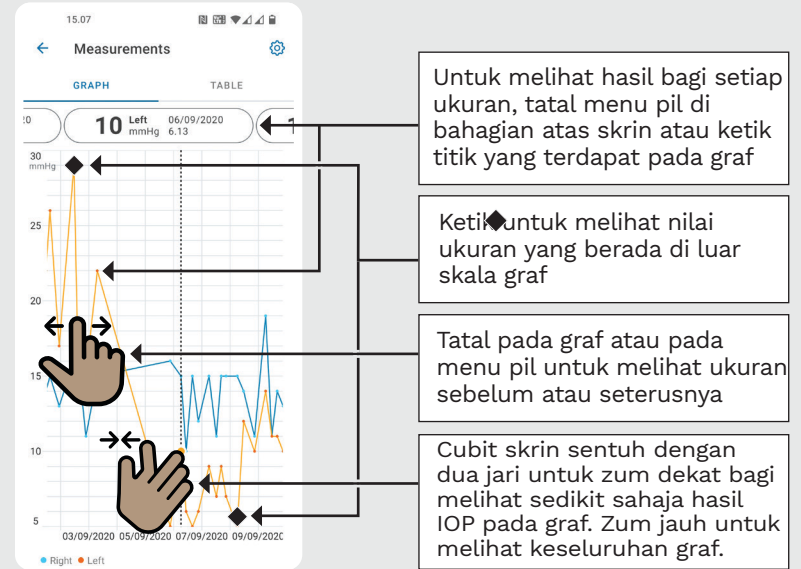 15.07
Measurements
GRAPH TABLE
10 Left mmHg 06/09/2020 6.13
30
mmHg
25
20
15
10
5
03/09/2020 05/09/2020 07/09/2020 09/09/2020
Right Left
Untuk melihat hasil bagi setiap
ukuran, tatal menu pil di
bahagian atas skrin atau ketik
titik yang terdapat pada graf
Ketik◆untuk melihat nilai
ukuran yang berada di luar
skala graf
Tatal pada graf atau pada
menu pil untuk melihat ukuran
sebelum atau seterusnya
Cubit skrin sentuh dengan
dua jari untuk zum dekat bagi
melihat sedikit sahaja hasil
IOP pada graf. Zum jauh untuk
melihat keseluruhan graf.